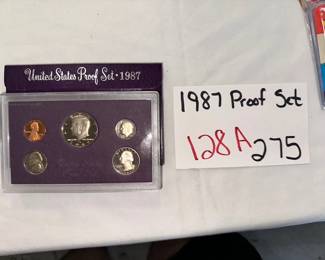 United States Proof Set · 1987
1987 Proof Set
128A 275